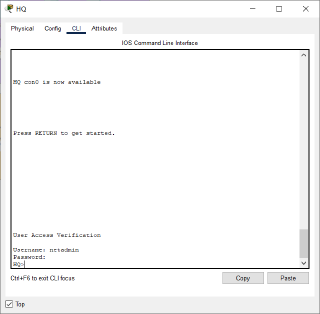 HQ
Physical Config CLI Attributes
IOS Command Line Interface
HQ con0 is now available
Press RETURN to get started.
User Access Verification
Username: netadmin
Password:
HQ>
Ctrl+F6 to exit CLI focus
Copy Paste
Top